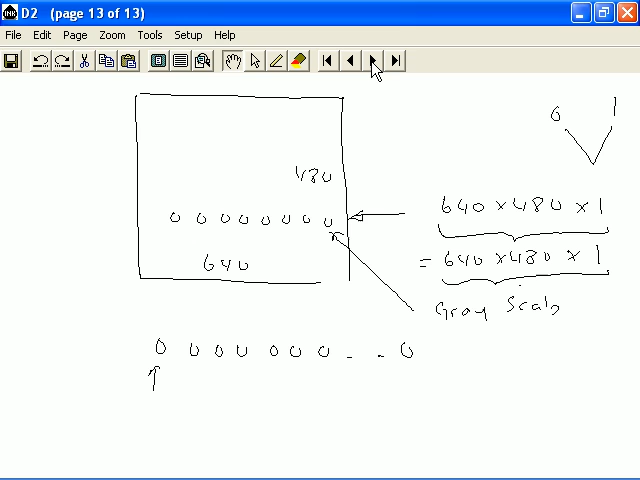 D2 (page 13 of 13)
File Edit Page Zoom Tools Setup Help
0 1
480
640 × 480 × 1
0 0 0 0 0 0 0 0
= 640 × 480 × 1
640
Gray Scale
0 0 0 0 0 0 0 . . 0